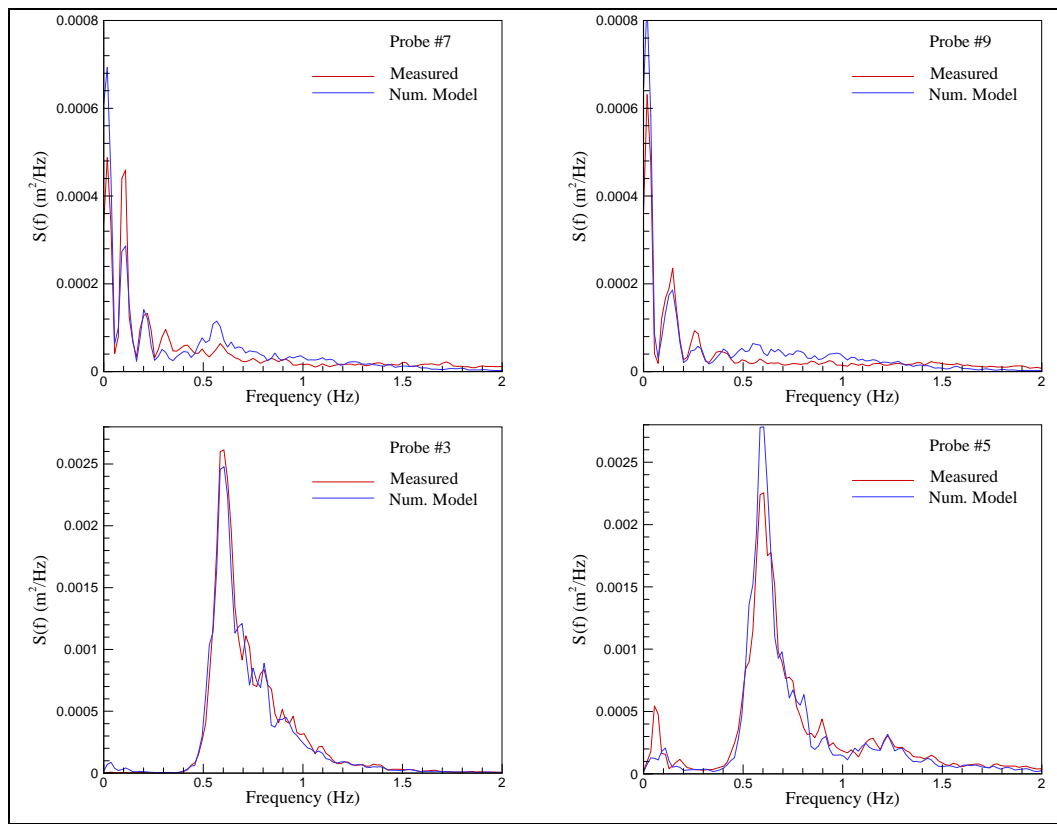 0.0008
0.0006
0.0004
0.0002
0
S(f) (m²/Hz)
Probe #7
Measured
Num. Model
0 0.5 1 1.5 2
Frequency (Hz)
0.0008
0.0006
0.0004
0.0002
0
S(f) (m²/Hz)
Probe #9
Measured
Num. Model
0 0.5 1 1.5 2
Frequency (Hz)
0.0025
0.002
0.0015
0.001
0.0005
0
S(f) (m²/Hz)
Probe #3
Measured
Num. Model
0 0.5 1 1.5 2
Frequency (Hz)
0.0025
0.002
0.0015
0.001
0.0005
0
S(f) (m²/Hz)
Probe #5
Measured
Num. Model
0 0.5 1 1.5 2
Frequency (Hz)